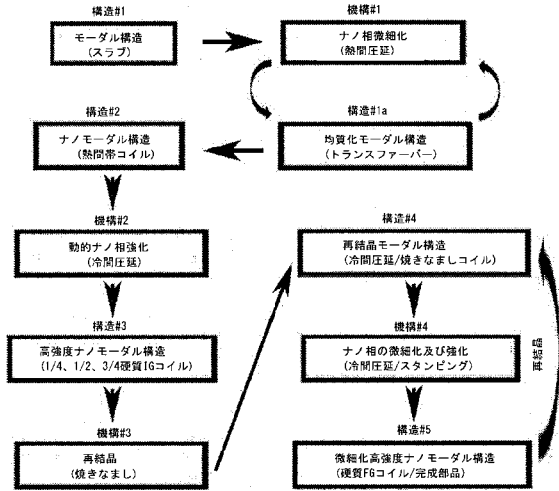 構造#1
モーダル構造
(スラブ)
機構#1
ナノ相微細化
(熱間圧延)
構造#2
ナノモーダル構造
(熱間帯コイル)
構造#1a
均質化モーダル構造
(トランスファーバー)
機構#2
動的ナノ相強化
(冷間圧延)
構造#3
高強度ナノモーダル構造
(1/4、1/2、3/4硬質IGコイル)
機構#3
再結晶
(焼きなまし)
構造#4
再結晶モーダル構造
(冷間圧延/焼きなましコイル)
機構#4
ナノ相の微細化及び強化
(冷間圧延/スタンピング)
構造#5
微細化高強度ナノモーダル構造
(硬質FGコイル/完成部品)
再結晶